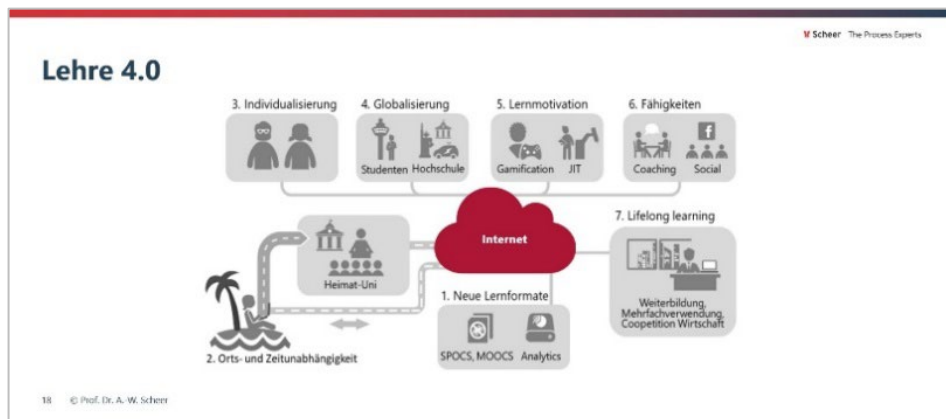 Scheer The Process Experts
Lehre 4.0
3. Individualisierung
4. Globalisierung
5. Lernmotivation
6. Fähigkeiten
Studenten
Hochschule
Gamification
JIT
Coaching
Social
Internet
7. Lifelong learning
Heimat-Uni
1. Neue Lernformate
Weiterbildung,
Mehrfachverwendung,
Coopetition Wirtschaft
SPOCS, MOOCS
Analytics
2. Orts- und Zeitunabhängigkeit
18 © Prof. Dr. A.-W. Scheer